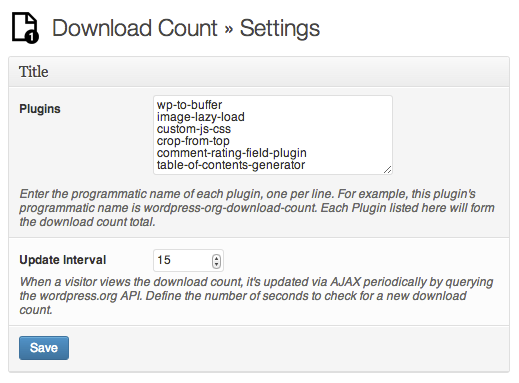 1
Download Count » Settings
Title
Plugins
wp-to-buffer
image-lazy-load
custom-js-css
crop-from-top
comment-rating-field-plugin
table-of-contents-generator
Enter the programmatic name of each plugin, one per line. For example, this plugin's
programmatic name is wordpress-org-download-count. Each Plugin listed here will form
the download count total.
Update Interval
15
When a visitor views the download count, it's updated via AJAX periodically by querying
the wordpress.org API. Define the number of seconds to check for a new download
count.
Save